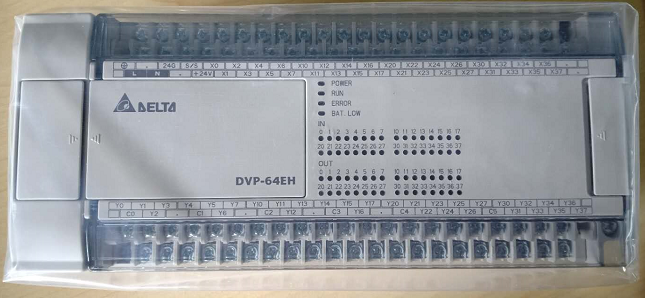 24G S/S X0 X2 X4 X6 X10 X12 X14 X16 X20 X22 X24 X26 X30 X32 X34 X36
L N +24V X1 X3 X5 X7 X11 X13 X15 X17 X21 X23 X25 X27 X31 X33 X35 X37
DELTA
POWER
RUN
ERROR
BAT.LOW
IN
0 1 2 3 4 5 6 7 10 11 12 13 14 15 16 17
20 21 22 23 24 25 26 27 30 31 32 33 34 35 36 37
OUT
0 1 2 3 4 5 6 7 10 11 12 13 14 15 16 17
20 21 22 23 24 25 26 27 30 31 32 33 34 35 36 37
DVP-64EH
Y0 Y1 Y3 Y4 Y5 Y7 Y10 Y11 Y13 Y14 Y15 Y17 Y20 Y21 Y23 Y25 Y27 Y30 Y32 Y34 Y36
C0 Y2 C1 Y6 C2 Y12 C3 Y16 C4 Y22 Y24 Y26 C5 Y31 Y33 Y35 Y37